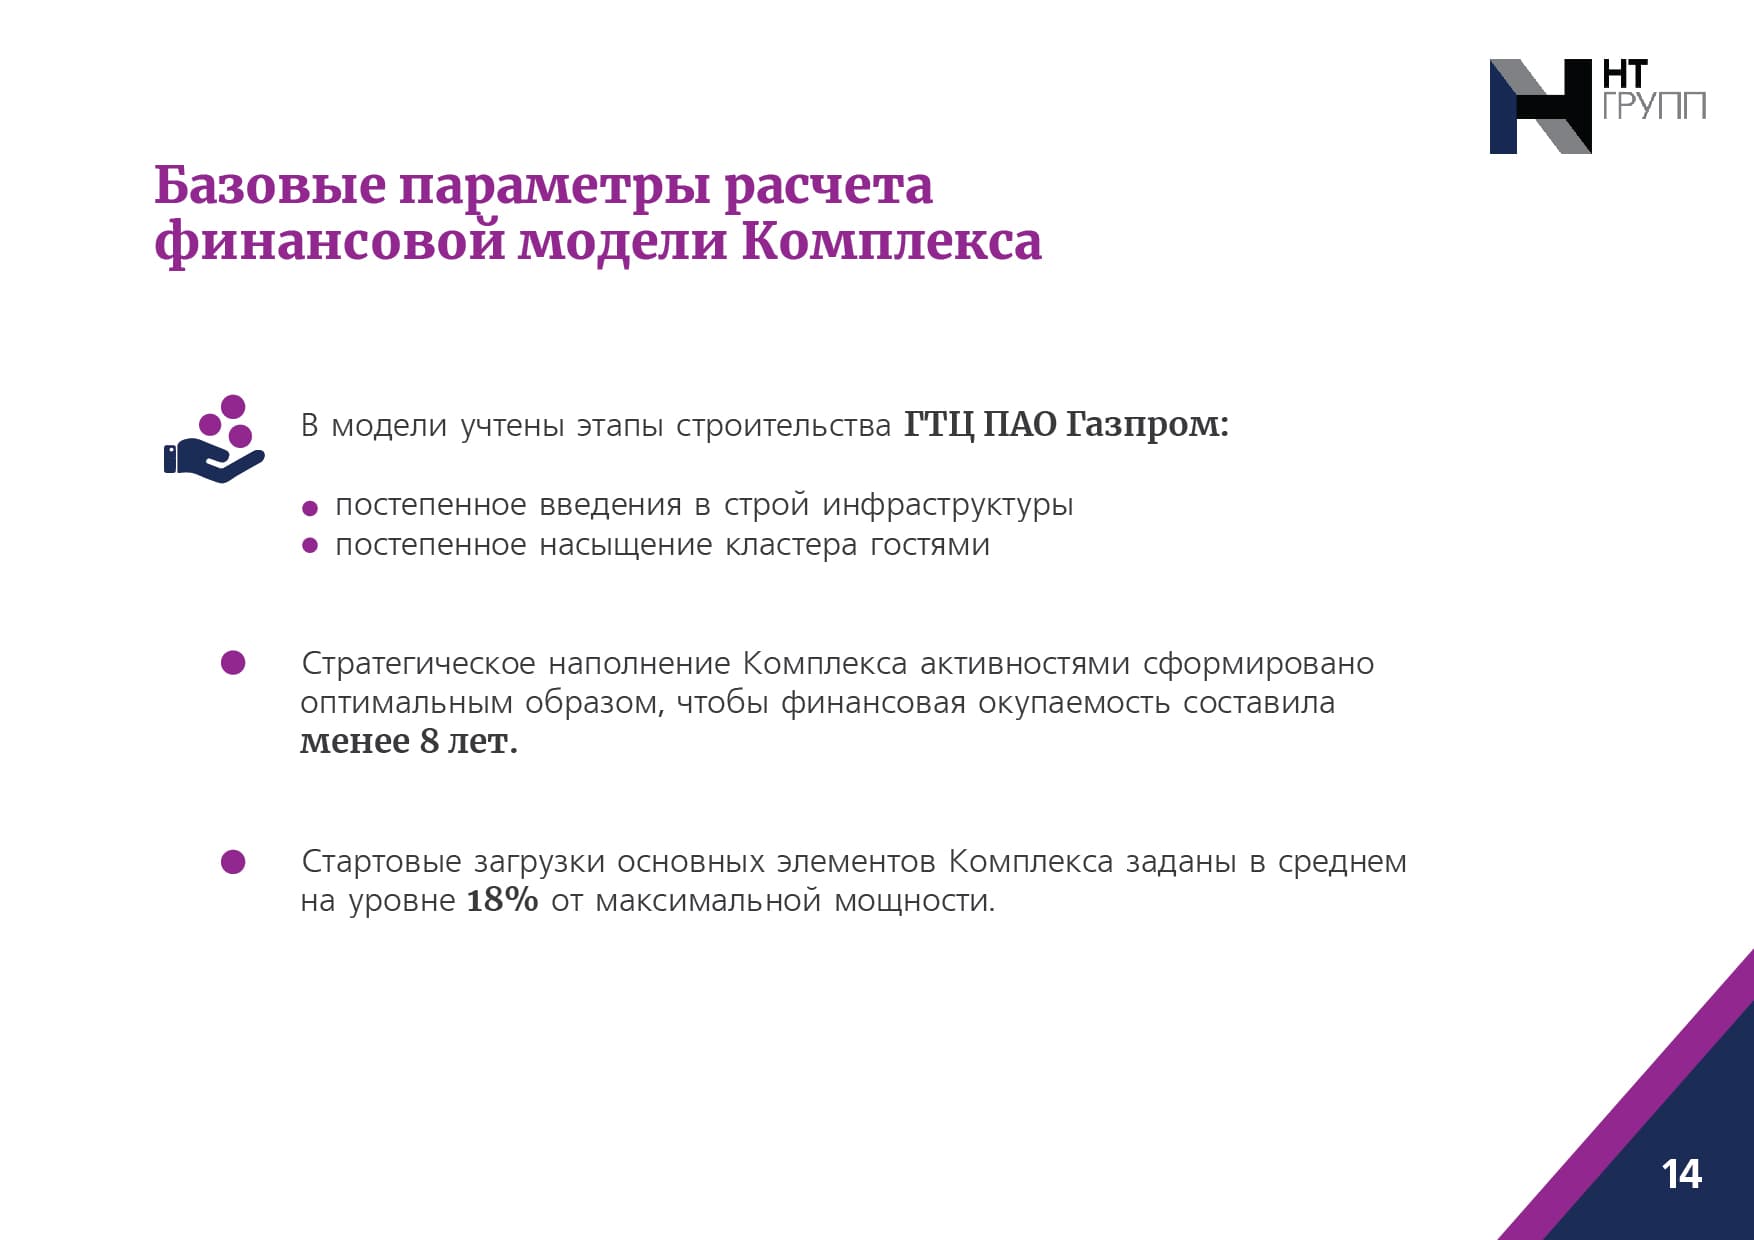 НТ
ГРУПП
Базовые параметры расчета
финансовой модели Комплекса
В модели учтены этапы строительства ГТЦ ПАО Газпром:
постепенное введения в строй инфраструктуры
постепенное насыщение кластера гостями
Стратегическое наполнение Комплекса активностями сформировано
оптимальным образом, чтобы финансовая окупаемость составила
менее 8 лет.
Стартовые загрузки основных элементов Комплекса заданы в среднем
на уровне 18% от максимальной мощности.
14